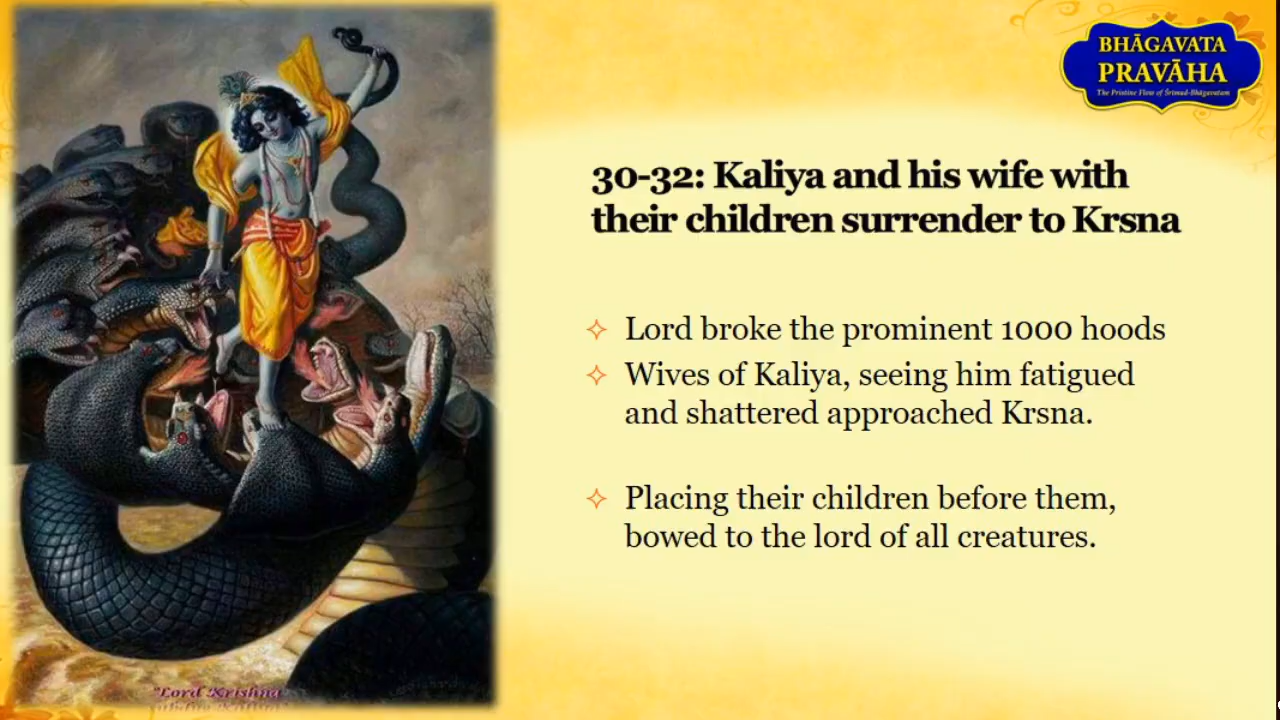 BHĀGAVATA
PRAVĀHA
The Pristine Flow of Śrīmad-Bhāgavatam
30-32: Kaliya and his wife with
their children surrender to Krsna
✧ Lord broke the prominent 1000 hoods
✧ Wives of Kaliya, seeing him fatigued
and shattered approached Krsna.
✧ Placing their children before them,
bowed to the lord of all creatures.
"Lord Krishna